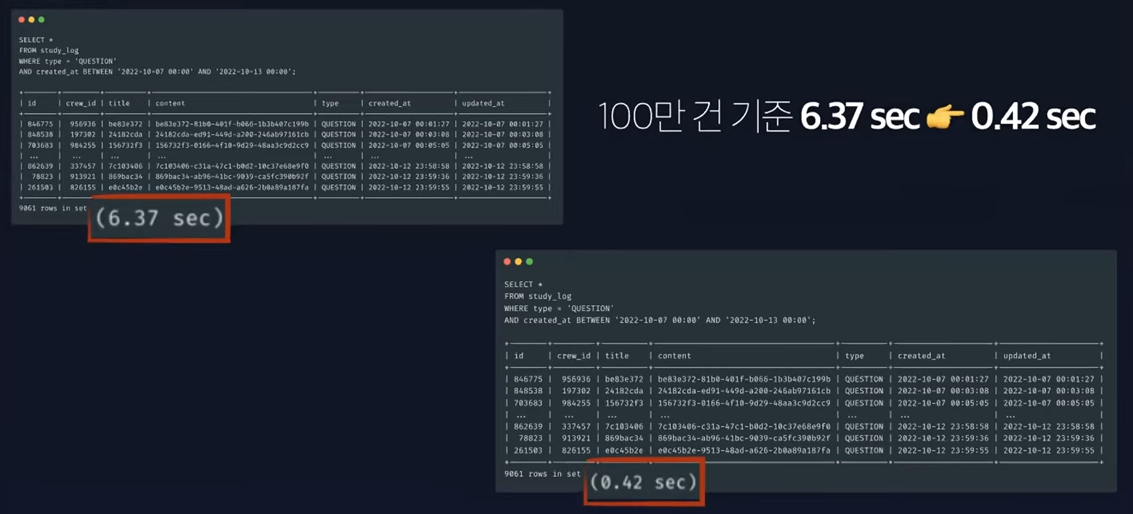 SELECT *
FROM study_log
WHERE type = 'QUESTION'
AND created_at BETWEEN '2022-10-07 00:00' AND '2022-10-13 00:00';
| id | crew_id | title | content | type | created_at | updated_at |
| 846775 | 956936 | be83e372 | be83e372-81b0-401f-b066-1b3b407c199b | QUESTION | 2022-10-07 00:01:27 | 2022-10-07 00:01:27 |
| 848538 | 197302 | 24182cda | 24182cda-ed91-449d-a200-246ab97161cb | QUESTION | 2022-10-07 00:03:08 | 2022-10-07 00:03:08 |
| 703683 | 984255 | 156732f3 | 156732f3-0166-4f10-9d29-48aa3c9d2cc9 | QUESTION | 2022-10-07 00:05:05 | 2022-10-07 00:05:05 |
| ... | ... | ... | ... | ... | ... | ... |
| 862639 | 337457 | 7c103406 | 7c103406-c31a-47c1-b0d2-10c37e68e9f0 | QUESTION | 2022-10-12 23:58:58 | 2022-10-12 23:58:58 |
| 78823 | 913921 | 869bac34 | 869bac34-ab96-41bc-9039-ca5fc390b92f | QUESTION | 2022-10-12 23:59:36 | 2022-10-12 23:59:36 |
| 261503 | 826155 | e0c45b2e | e0c45b2e-9513-48ad-a626-2b0a89a187fa | QUESTION | 2022-10-12 23:59:55 | 2022-10-12 23:59:55 |
9061 rows in set (6.37 sec)
100만 건 기준 6.37 sec 👉 0.42 sec
SELECT *
FROM study_log
WHERE type = 'QUESTION'
AND created_at BETWEEN '2022-10-07 00:00' AND '2022-10-13 00:00';
| id | crew_id | title | content | type | created_at | updated_at |
| 846775 | 956936 | be83e372 | be83e372-81b0-401f-b066-1b3b407c199b | QUESTION | 2022-10-07 00:01:27 | 2022-10-07 00:01:27 |
| 848538 | 197302 | 24182cda | 24182cda-ed91-449d-a200-246ab97161cb | QUESTION | 2022-10-07 00:03:08 | 2022-10-07 00:03:08 |
| 703683 | 984255 | 156732f3 | 156732f3-0166-4f10-9d29-48aa3c9d2cc9 | QUESTION | 2022-10-07 00:05:05 | 2022-10-07 00:05:05 |
| ... | ... | ... | ... | ... | ... | ... |
| 862639 | 337457 | 7c103406 | 7c103406-c31a-47c1-b0d2-10c37e68e9f0 | QUESTION | 2022-10-12 23:58:58 | 2022-10-12 23:58:58 |
| 78823 | 913921 | 869bac34 | 869bac34-ab96-41bc-9039-ca5fc390b92f | QUESTION | 2022-10-12 23:59:36 | 2022-10-12 23:59:36 |
| 261503 | 826155 | e0c45b2e | e0c45b2e-9513-48ad-a626-2b0a89a187fa | QUESTION | 2022-10-12 23:59:55 | 2022-10-12 23:59:55 |
9061 rows in set (0.42 sec)